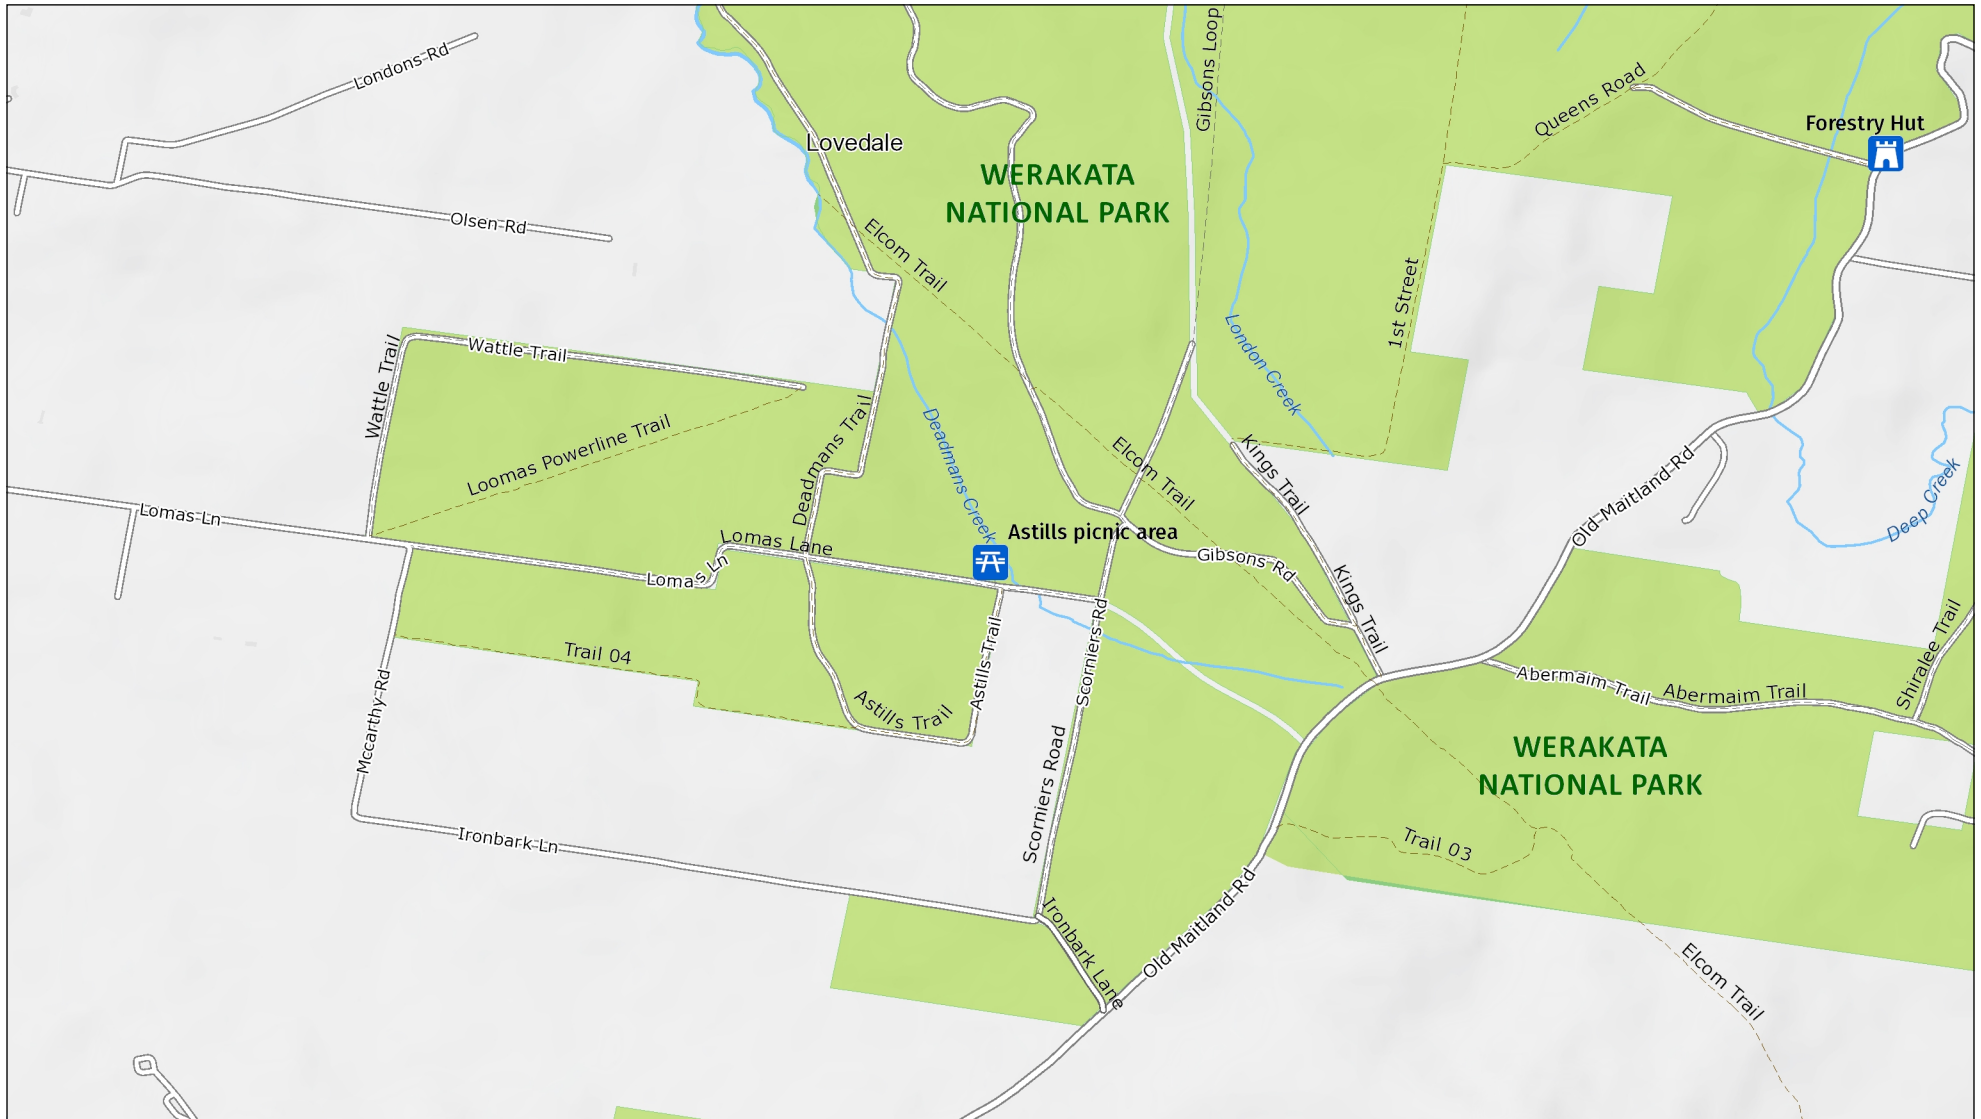 Londons Rd
Gibsons Loop
Queens Road
Forestry Hut
Lovedale
WERAKATA
NATIONAL PARK
Olsen Rd
Elcom Trail
1st Street
London Creek
Wattle Trail
Wattle Trail
Deadmans Trail
Deadmans Creek
Loomas Powerline Trail
Elcom Trail
Kings Trail
Old Maitland Rd
Deep Creek
Lomas Ln
Lomas Lane
Astills picnic area
Lomas Ln
Gibsons Rd
Kings Trail
Scorniers Rd
Trail 04
Astills Trail
Astills Trail
Abermaim Trail
Abermaim Trail
Shiralee Trail
Mccarthy Rd
WERAKATA
NATIONAL PARK
Scorniers Road
Ironbark Ln
Trail 03
Old Maitland Rd
Ironbark Lane
Elcom Trail